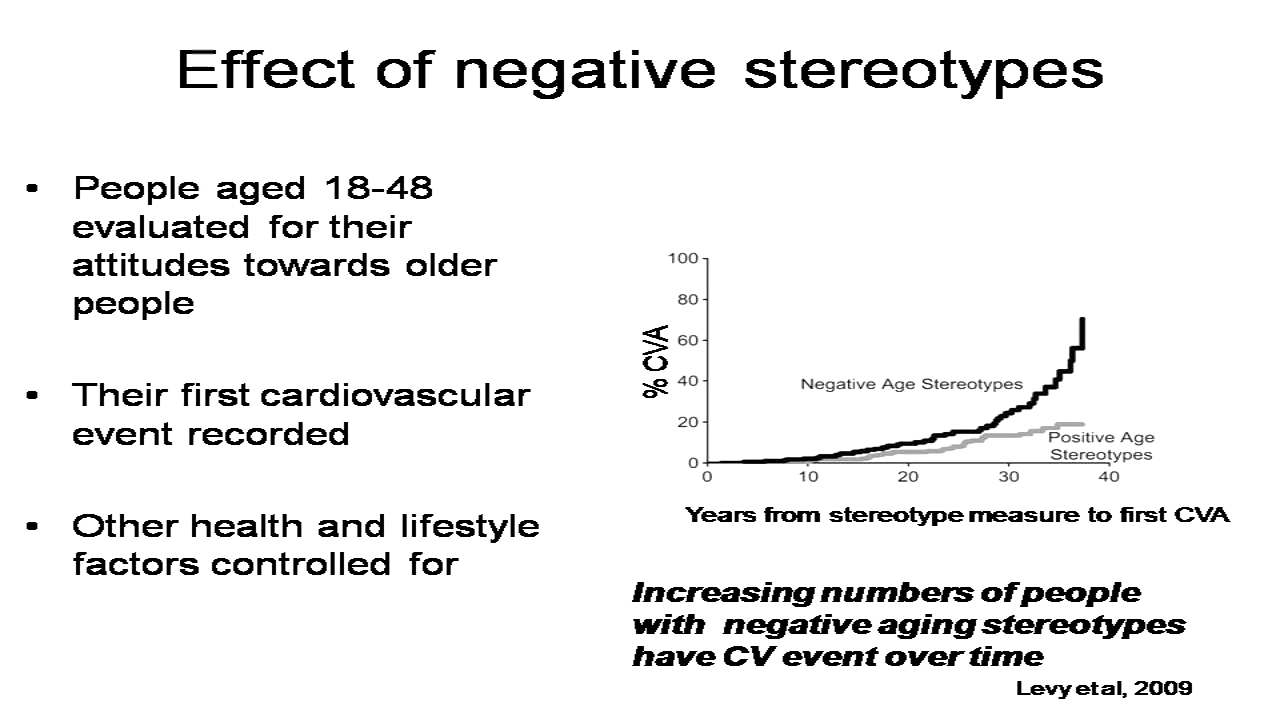 Effect of negative stereotypes
• People aged 18-48
evaluated for their
attitudes towards older
people
• Their first cardiovascular
event recorded
• Other health and lifestyle
factors controlled for
100
80
60
40
20
0
% CVA
Negative Age Stereotypes
Positive Age
Stereotypes
0 10 20 30 40
Years from stereotype measure to first CVA
Increasing numbers of people
with negative aging stereotypes
have CV event over time
Levy et al, 2009